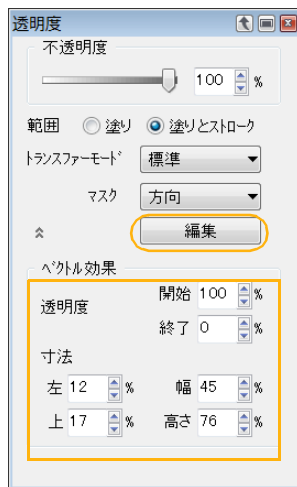 透明度
不透明度
100 %
範囲 塗り 塗りとストローク
トランスファーモード 標準
マスク 方向
編集
ベクトル効果
透明度 開始 100 %
終了 0 %
寸法
左 12 % 幅 45 %
上 17 % 高さ 76 %